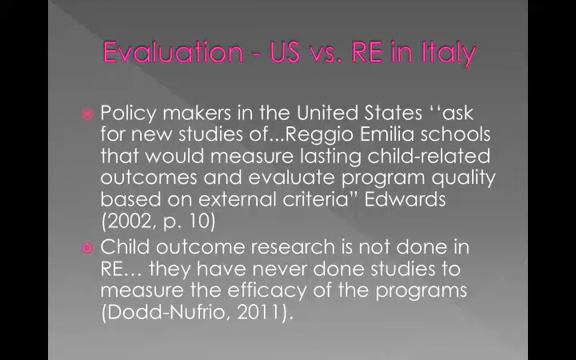 Evaluation - US vs. RE in Italy
Policy makers in the United States ‘‘ask
for new studies of...Reggio Emilia schools
that would measure lasting child-related
outcomes and evaluate program quality
based on external criteria” Edwards
(2002, p. 10)
Child outcome research is not done in
RE… they have never done studies to
measure the efficacy of the programs
(Dodd-Nufrio, 2011).